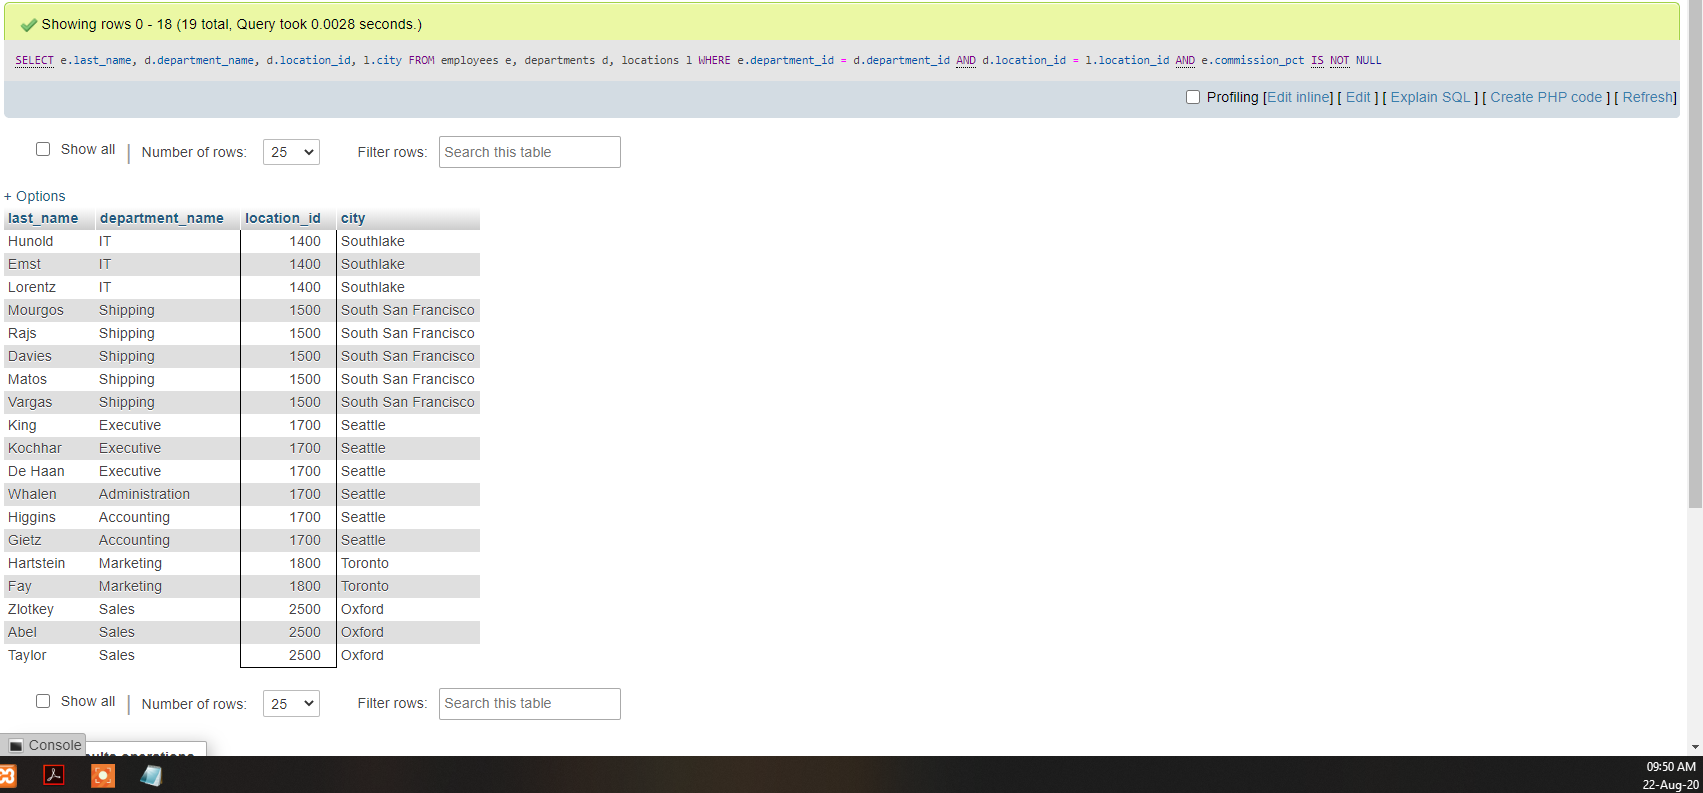 Showing rows 0 - 18 (19 total, Query took 0.0028 seconds.)
SELECT e.last_name, d.department_name, d.location_id, l.city FROM employees e, departments d, locations l WHERE e.department_id = d.department_id AND d.location_id = l.location_id AND e.commission_pct IS NOT NULL
Profiling [Edit inline] [ Edit ] [ Explain SQL ] [ Create PHP code ] [ Refresh]
Show all | Number of rows: 25 Filter rows: Search this table
+ Options
last_name department_name location_id city
Hunold IT 1400 Southlake
Emst IT 1400 Southlake
Lorentz IT 1400 Southlake
Mourgos Shipping 1500 South San Francisco
Rajs Shipping 1500 South San Francisco
Davies Shipping 1500 South San Francisco
Matos Shipping 1500 South San Francisco
Vargas Shipping 1500 South San Francisco
King Executive 1700 Seattle
Kochhar Executive 1700 Seattle
De Haan Executive 1700 Seattle
Whalen Administration 1700 Seattle
Higgins Accounting 1700 Seattle
Gietz Accounting 1700 Seattle
Hartstein Marketing 1800 Toronto
Fay Marketing 1800 Toronto
Zlotkey Sales 2500 Oxford
Abel Sales 2500 Oxford
Taylor Sales 2500 Oxford
Show all | Number of rows: 25 Filter rows: Search this table
Console
09:50 AM
22-Aug-20